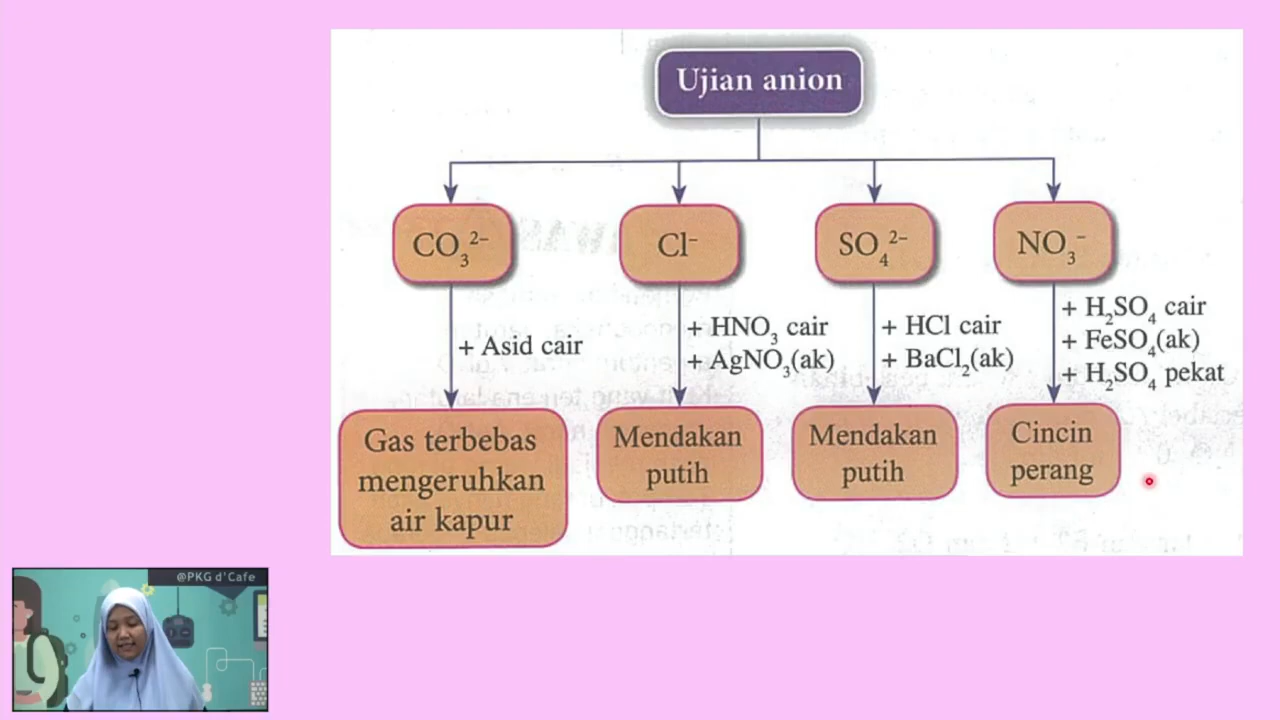 Ujian anion
CO₃²⁻
Cl⁻
SO₄²⁻
NO₃⁻
+ Asid cair
+ HNO₃ cair
+ AgNO₃(ak)
+ HCl cair
+ BaCl₂(ak)
+ H₂SO₄ cair
+ FeSO₄(ak)
+ H₂SO₄ pekat
Gas terbebas
mengeruhkan
air kapur
Mendakan
putih
Mendakan
putih
Cincin
perang
@PKG d'Cafe